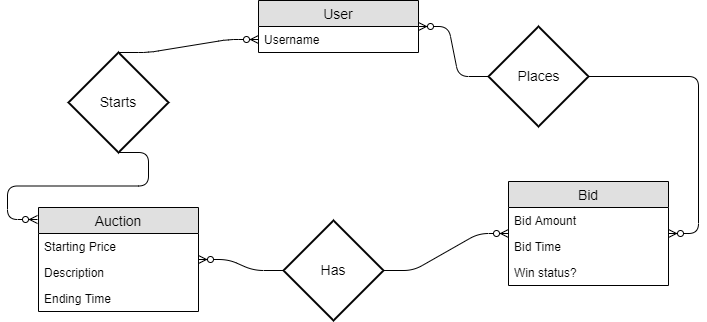 User
Username
Places
Starts
Auction
Starting Price
Description
Ending Time
Has
Bid
Bid Amount
Bid Time
Win status?